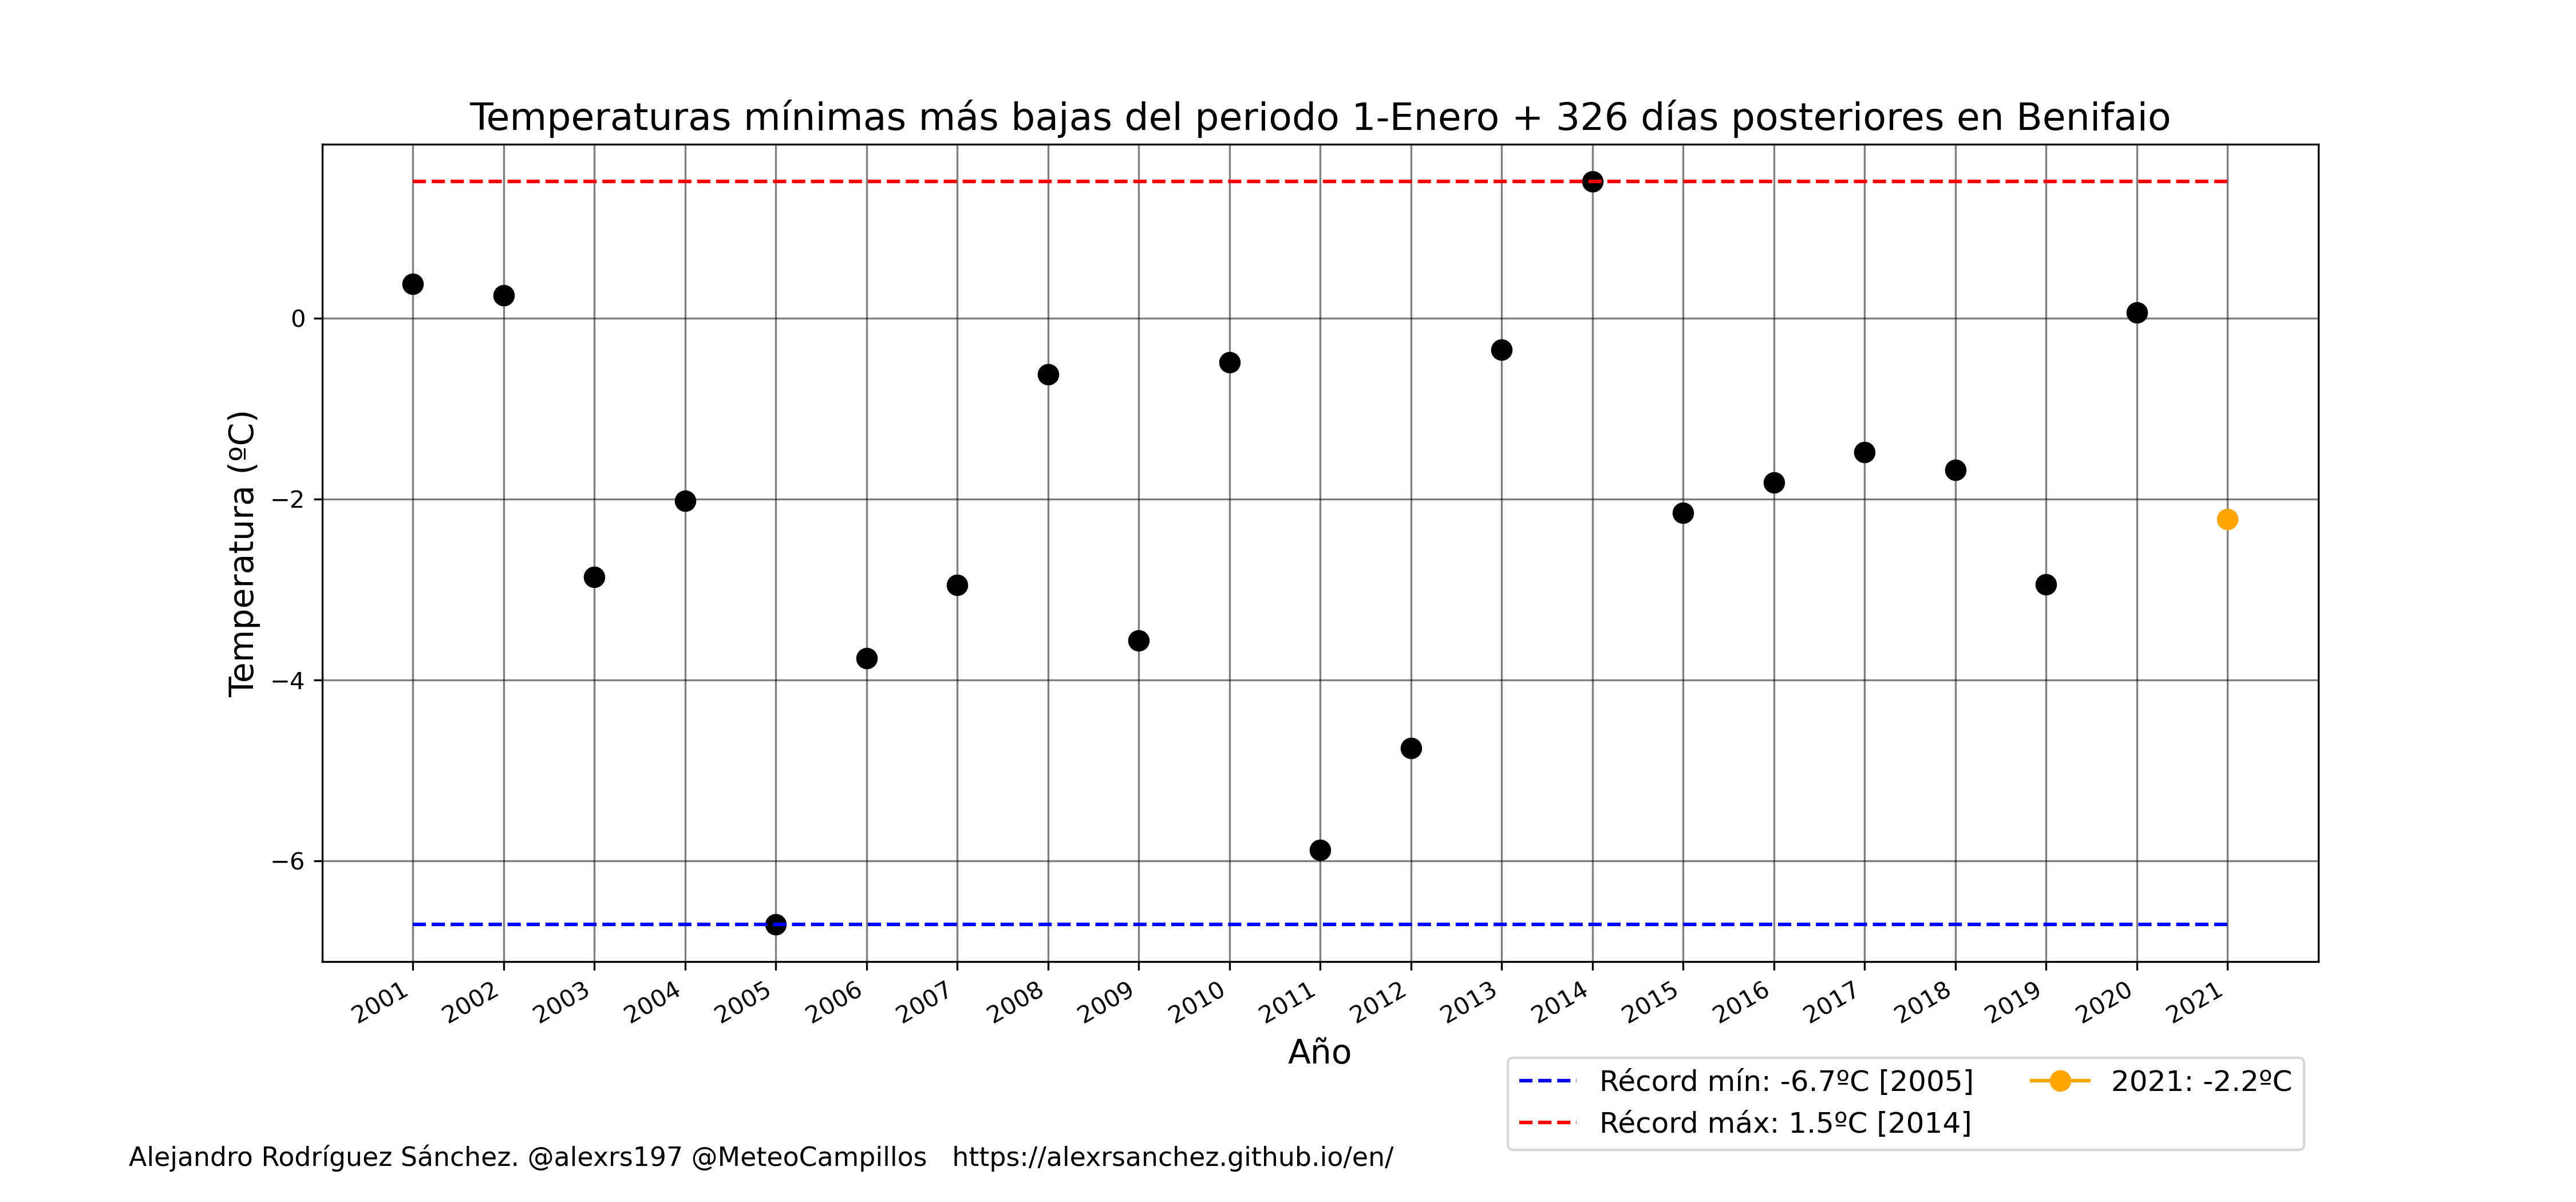 Temperaturas mínimas más bajas del periodo 1-Enero + 326 días posteriores en Benifaio
Temperatura (ºC)
0
−2
−4
−6
2001 2002 2003 2004 2005 2006 2007 2008 2009 2010 2011 2012 2013 2014 2015 2016 2017 2018 2019 2020 2021
Año
Récord mín: -6.7ºC [2005]
Récord máx: 1.5ºC [2014]
2021: -2.2ºC
Alejandro Rodríguez Sánchez. @alexrs197 @MeteoCampillos https://alexrsanchez.github.io/en/